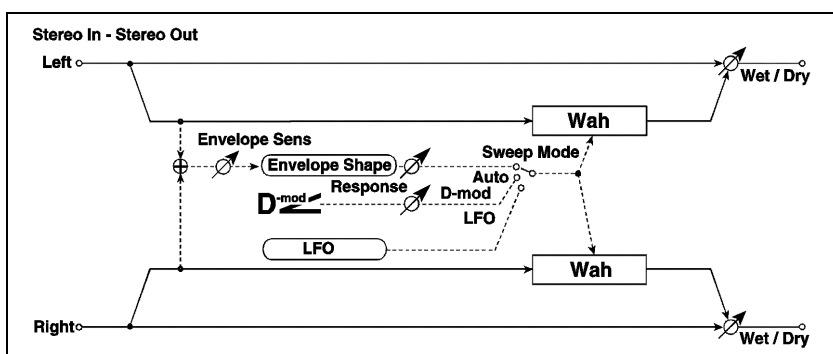 Stereo In - Stereo Out
Left
Wet / Dry
Wah
Envelope Sens
Envelope Shape
Sweep Mode
Auto
Response
D-mod
D-mod
LFO
LFO
Wah
Right
Wet / Dry